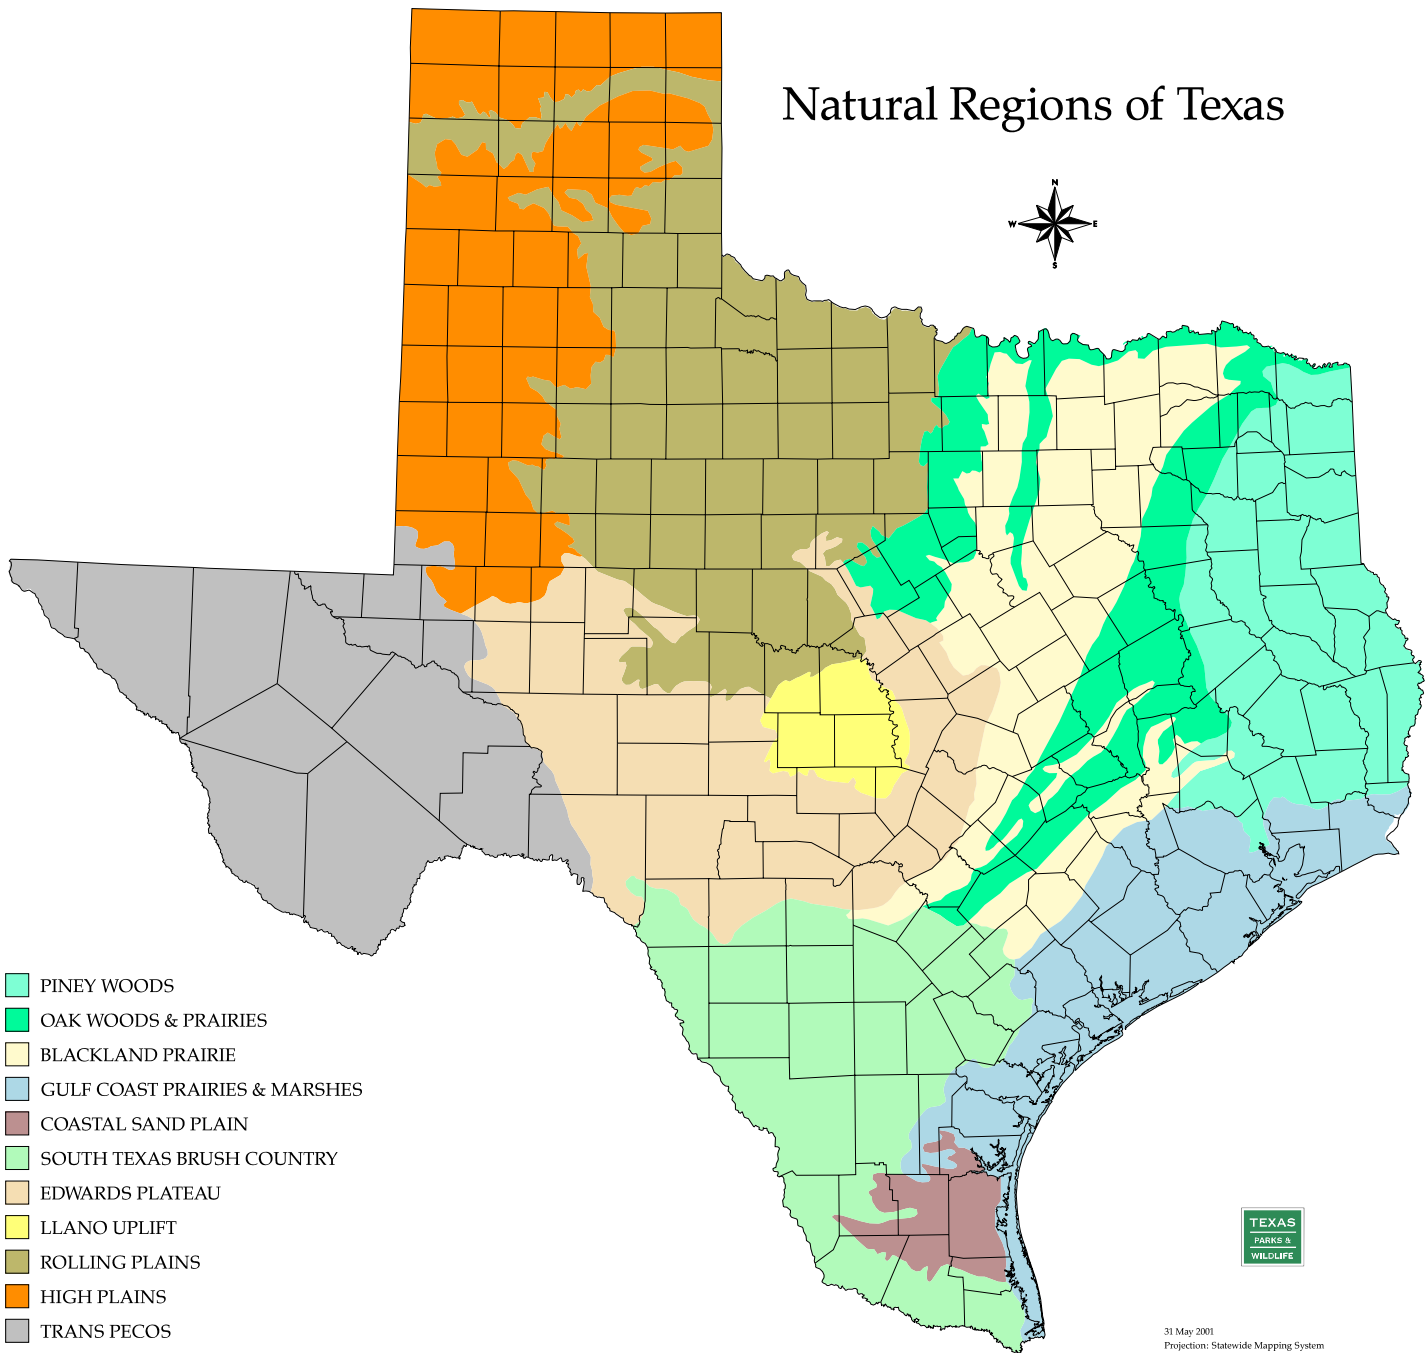 Natural Regions of Texas
N
W E
S
PINEY WOODS
OAK WOODS & PRAIRIES
BLACKLAND PRAIRIE
GULF COAST PRAIRIES & MARSHES
COASTAL SAND PLAIN
SOUTH TEXAS BRUSH COUNTRY
EDWARDS PLATEAU
LLANO UPLIFT
ROLLING PLAINS
HIGH PLAINS
TRANS PECOS
TEXAS
PARKS &
WILDLIFE
31 May 2001
Projection: Statewide Mapping System